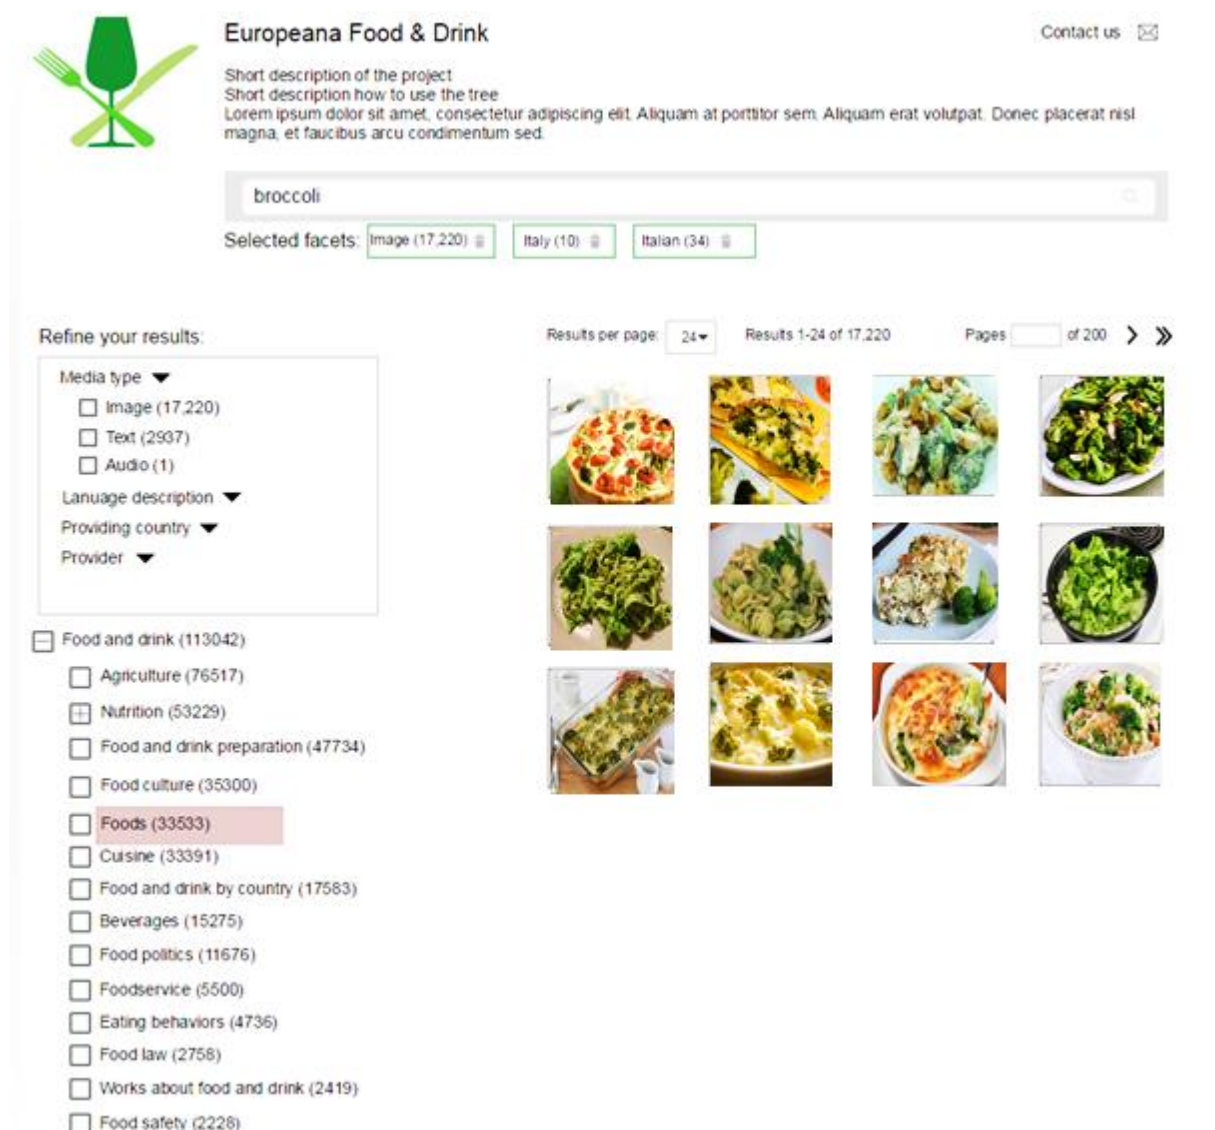 Europeana Food & Drink
Contact us
Short description of the project
Short description how to use the tree
Lorem ipsum dolor sit amet, consectetur adipiscing elit. Aliquam at porttitor sem. Aliquam erat volutpat. Donec placerat nisl
magna, et faucibus arcu condimentum sed.
broccoli
Selected facets: Image (17,220) Italy (10) Italian (34)
Refine your results:
Results per page: 24 Results 1-24 of 17,220 Pages of 200
Media type
Image (17,220)
Text (2937)
Audio (1)
Lanuage description
Providing country
Provider
Food and drink (113042)
Agriculture (76517)
Nutrition (53229)
Food and drink preparation (47734)
Food culture (35300)
Foods (33533)
Cuisine (33391)
Food and drink by country (17583)
Beverages (15275)
Food politics (11676)
Foodservice (5500)
Eating behaviors (4736)
Food law (2758)
Works about food and drink (2419)
Food safety (2228)